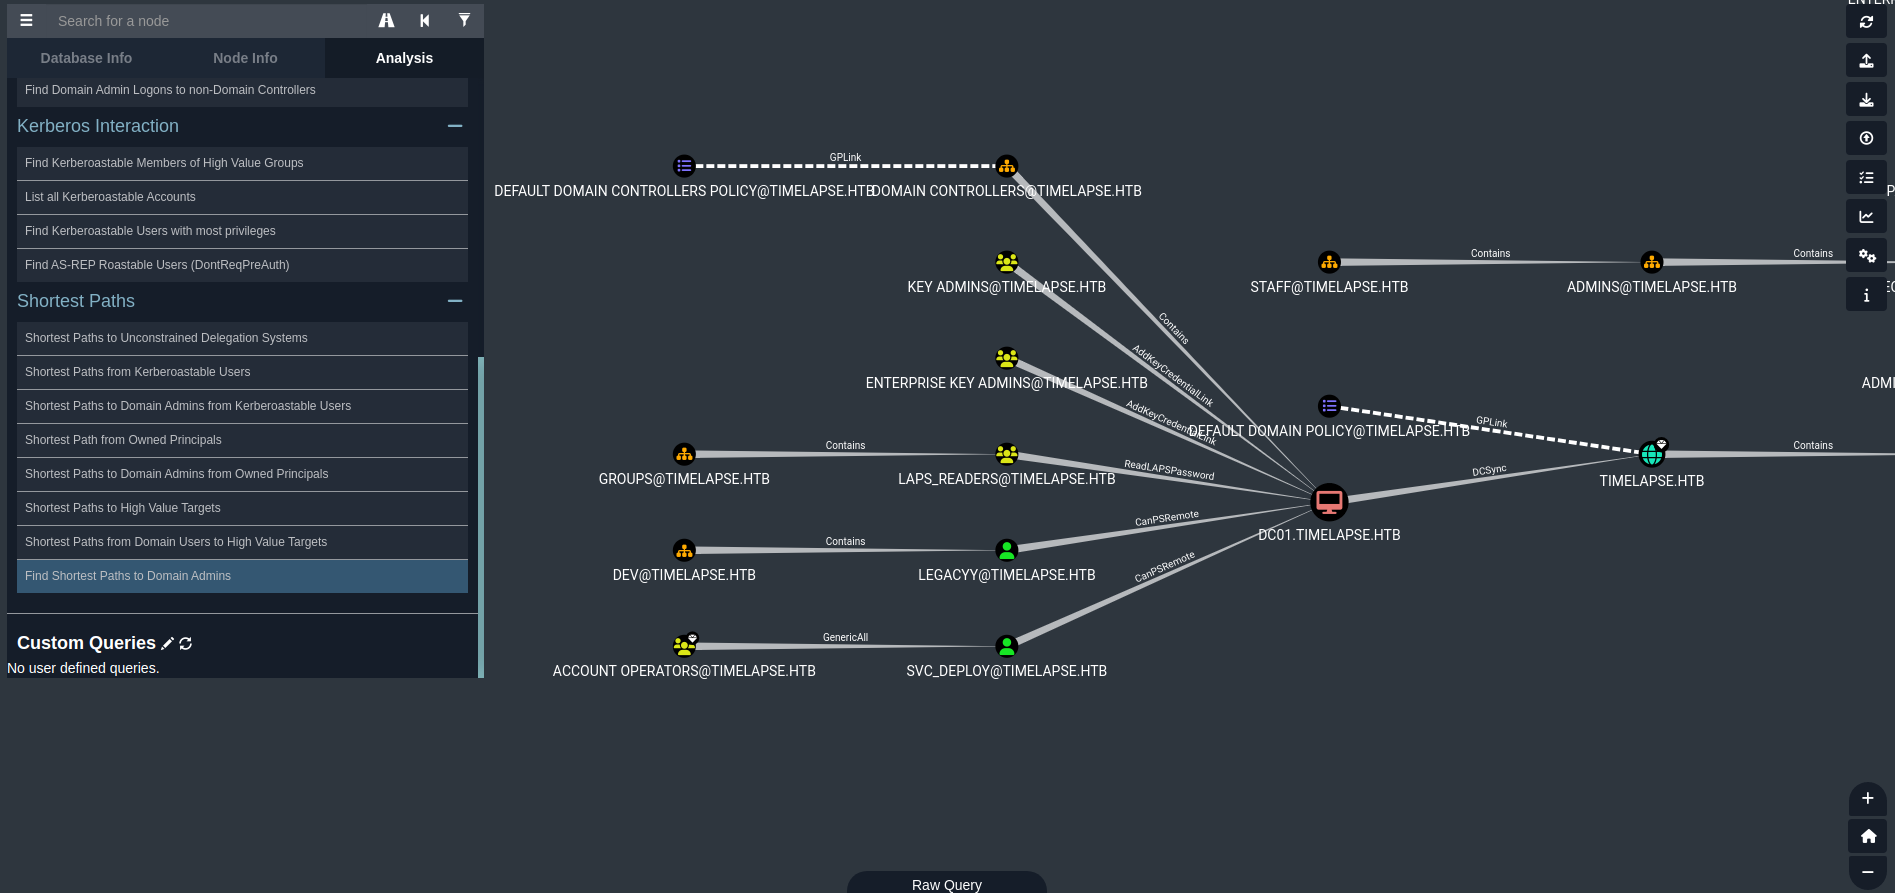 Search for a node
Database Info
Node Info
Analysis
Find Domain Admin Logons to non-Domain Controllers
Kerberos Interaction
Find Kerberoastable Members of High Value Groups
List all Kerberoastable Accounts
Find Kerberoastable Users with most privileges
Find AS-REP Roastable Users (DontReqPreAuth)
Shortest Paths
Shortest Paths to Unconstrained Delegation Systems
Shortest Paths from Kerberoastable Users
Shortest Paths to Domain Admins from Kerberoastable Users
Shortest Path from Owned Principals
Shortest Paths to Domain Admins from Owned Principals
Shortest Paths to High Value Targets
Shortest Paths from Domain Users to High Value Targets
Find Shortest Paths to Domain Admins
Custom Queries
No user defined queries.
GPLink
DEFAULT DOMAIN CONTROLLERS POLICY@TIMELAPSE.HTB
DOMAIN CONTROLLERS@TIMELAPSE.HTB
Contains
KEY ADMINS@TIMELAPSE.HTB
AddKeyCredentialLink
ENTERPRISE KEY ADMINS@TIMELAPSE.HTB
AddKeyCredentialLink
Contains
GROUPS@TIMELAPSE.HTB
LAPS_READERS@TIMELAPSE.HTB
ReadLAPSPassword
Contains
DEV@TIMELAPSE.HTB
LEGACYY@TIMELAPSE.HTB
CanPSRemote
GenericAll
ACCOUNT OPERATORS@TIMELAPSE.HTB
SVC_DEPLOY@TIMELAPSE.HTB
CanPSRemote
Contains
Contains
STAFF@TIMELAPSE.HTB
ADMINS@TIMELAPSE.HTB
DEFAULT DOMAIN POLICY@TIMELAPSE.HTB
GPLink
DCSync
DC01.TIMELAPSE.HTB
TIMELAPSE.HTB
Contains
ADMI
Raw Query